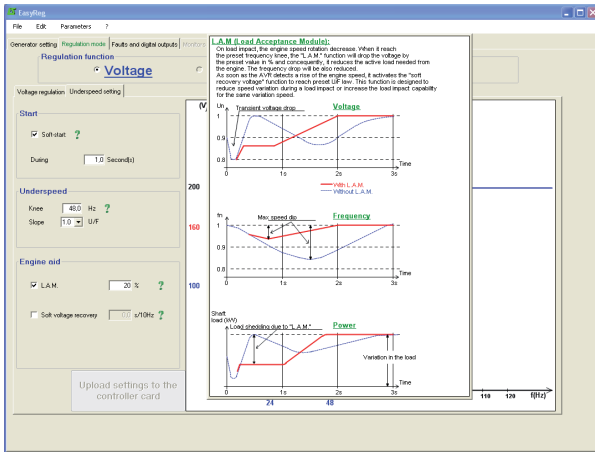 EasyReg
File Edit Parameters ?
Generator setting Regulation mode Faults and digital outputs Monitors
Regulation function
Voltage
Voltage regulation Underspeed setting
Start
Soft-start ?
During 1,0 Second(s)
Underspeed
Knee 48,0 Hz ?
Slope 1.0 U/F
Engine aid
L.A.M. 20 % ?
Soft voltage recovery 0,0 s/10Hz ?
Upload settings to the
controller card
(V)
200
160
100
24 48 110 120 f(Hz)
L.A.M (Load Acceptance Module):
On load impact, the engine speed rotation decrease. When it reach
the preset frequency knee, the "L.A.M." function will drop the voltage by
the preset value in % and concequently, it reduces the active load needed from
the engine. The frequency drop will be also reduced.
As soon as the AVR detects a rise of the engine speed, it activates the "soft
recovery voltage" function to reach preset U/F law. This function is designed to
reduce speed variation during a load impact or increase the load impact capability
for the same variation speed.
Un Transient voltage drop Voltage
1
0.9
0.8
Time
0 1s 2s 3s
With L.A.M.
Without L.A.M.
fn Max speed dip Frequency
1
0.9
0.8
Time
0 1s 2s 3s
Shaft
load (kW)
Load shedding due to "L.A.M." Power
Variation in the load
Time
0 1s 2s 3s